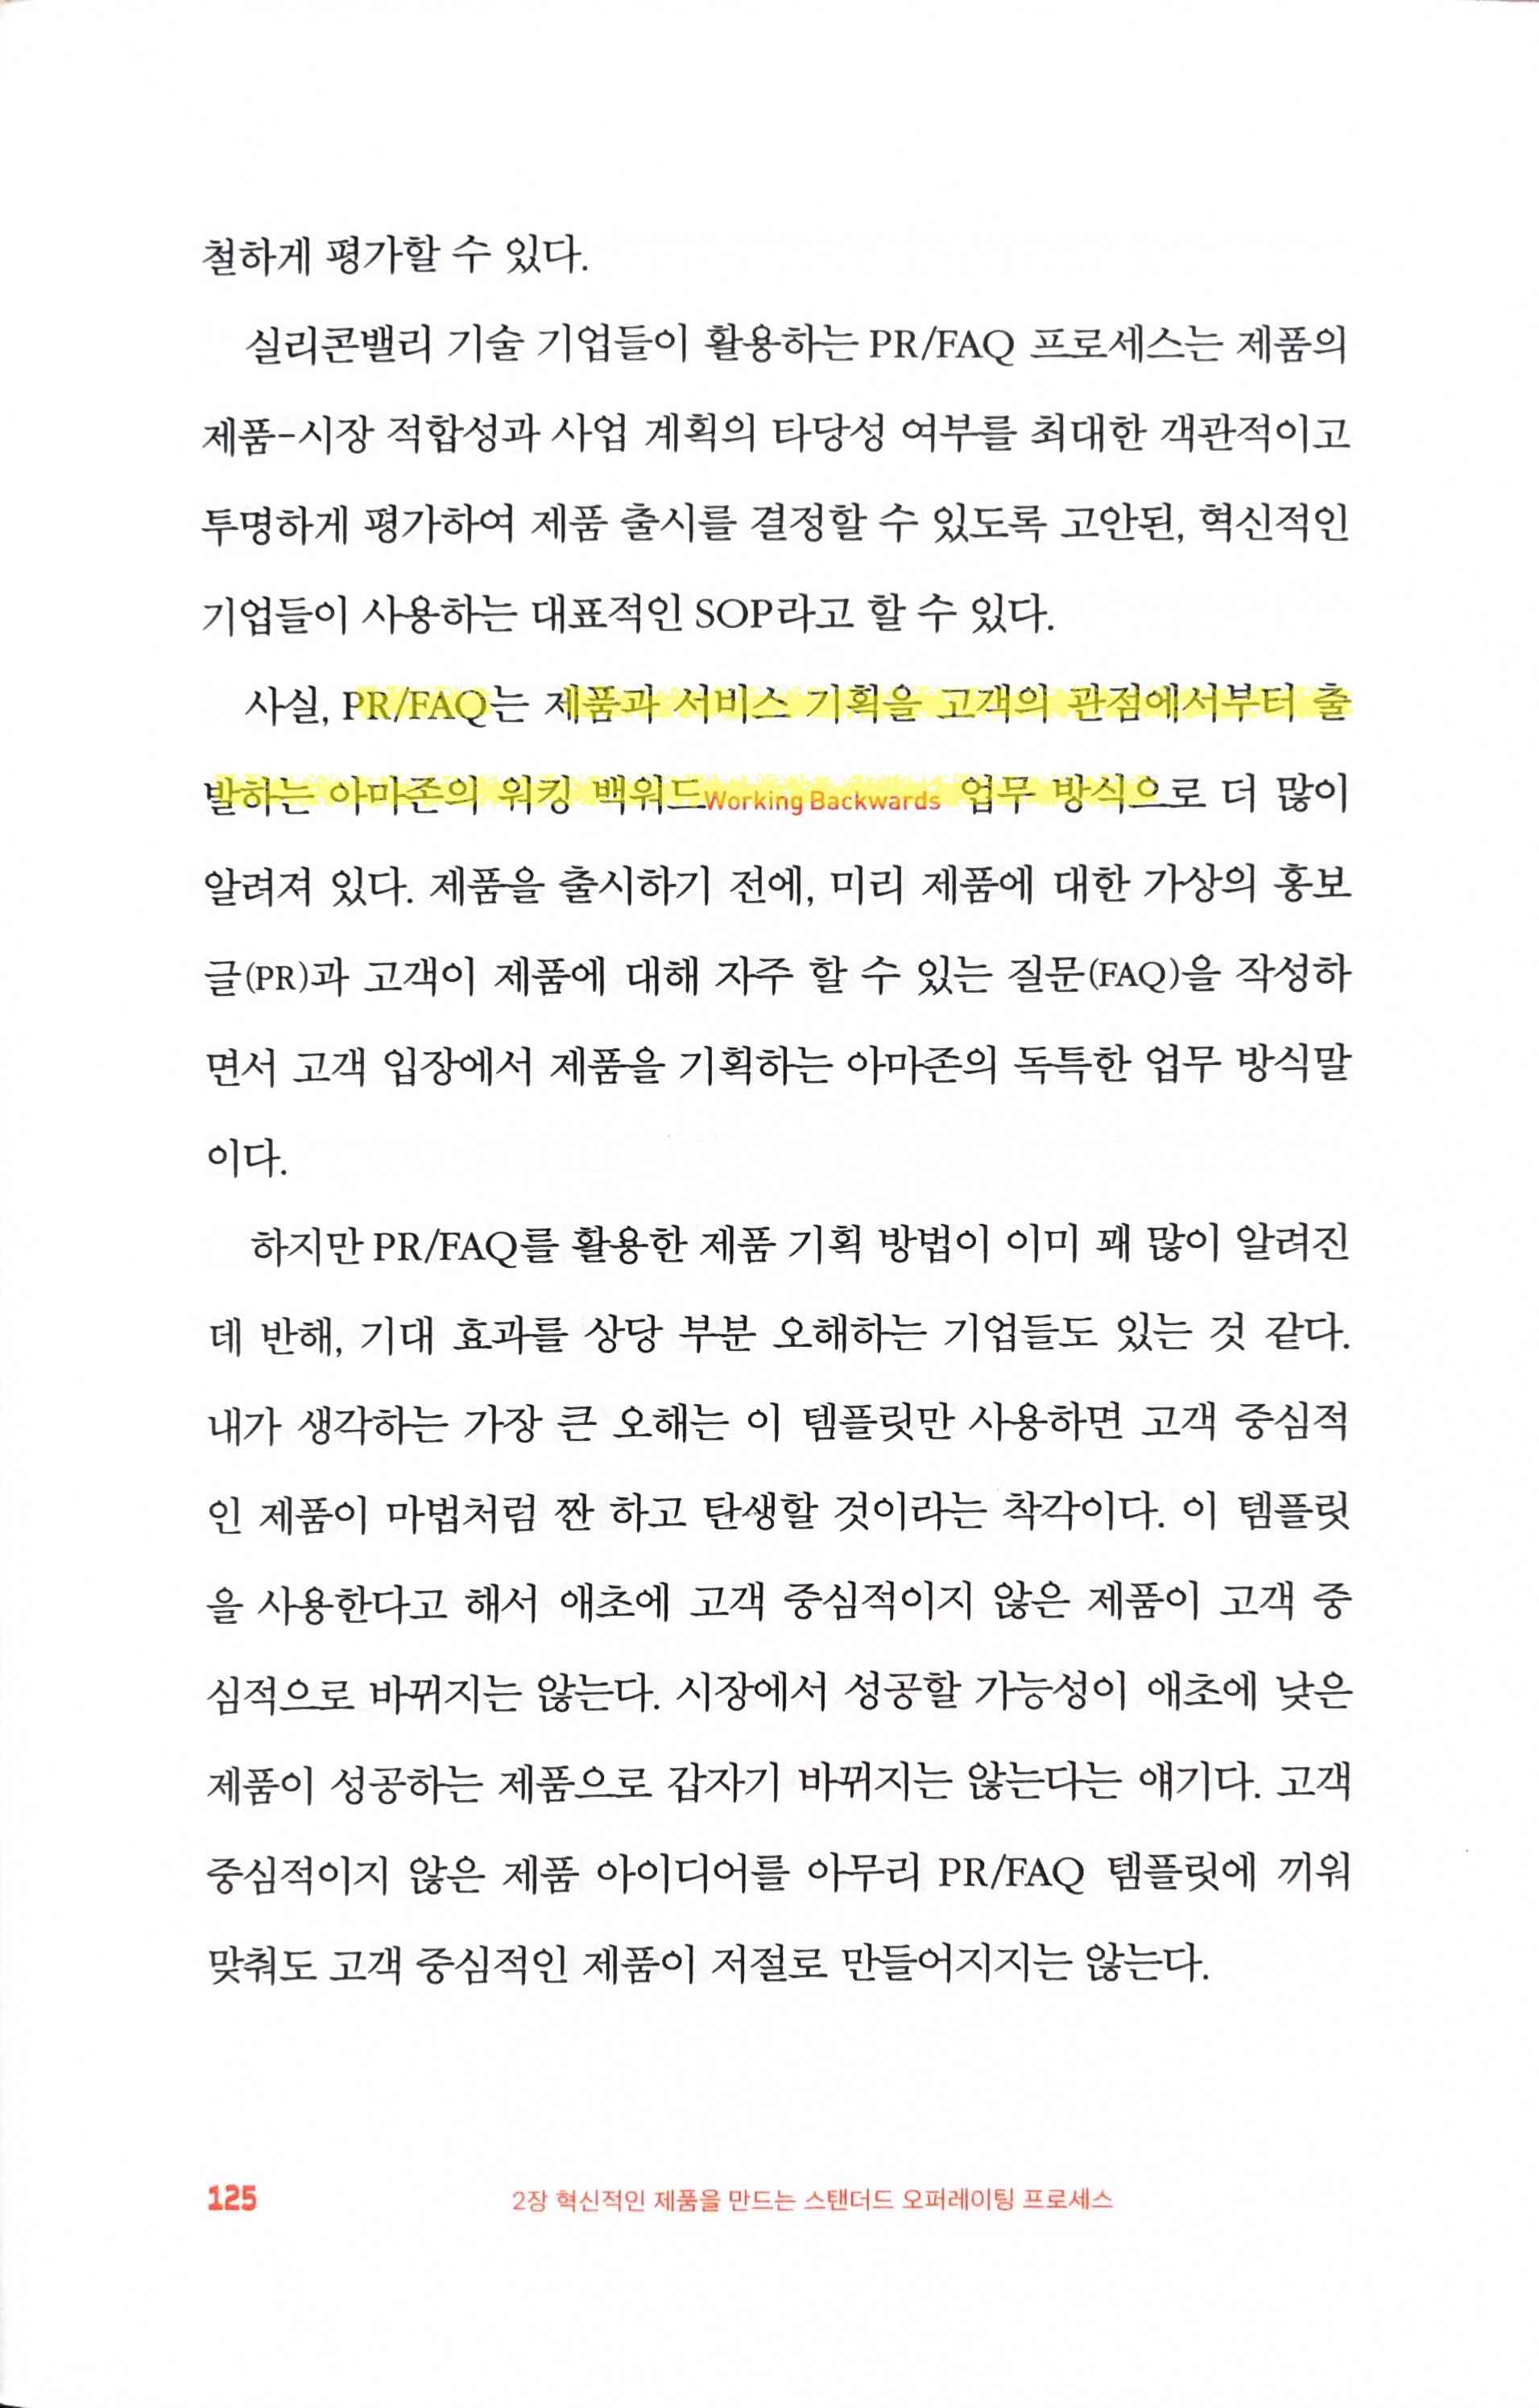 철하게 평가할 수 있다.
실리콘밸리 기술 기업들이 활용하는 PR/FAQ 프로세스는 제품의
제품-시장 적합성과 사업 계획의 타당성 여부를 최대한 객관적이고
투명하게 평가하여 제품 출시를 결정할 수 있도록 고안된, 혁신적인
기업들이 사용하는 대표적인 SOP라고 할 수 있다.
사실, PR/FAQ는 제품과 서비스 기획을 고객의 관점에서부터 출
발하는 아마존의 워킹 백워드Working Backwards 업무 방식으로 더 많이
알려져 있다. 제품을 출시하기 전에, 미리 제품에 대한 가상의 홍보
글(PR)과 고객이 제품에 대해 자주 할 수 있는 질문(FAQ)을 작성하
면서 고객 입장에서 제품을 기획하는 아마존의 독특한 업무 방식말
이다.
하지만 PR/FAQ를 활용한 제품 기획 방법이 이미 꽤 많이 알려진
데 반해, 기대 효과를 상당 부분 오해하는 기업들도 있는 것 같다.
내가 생각하는 가장 큰 오해는 이 템플릿만 사용하면 고객 중심적
인 제품이 마법처럼 짠 하고 탄생할 것이라는 착각이다. 이 템플릿
을 사용한다고 해서 애초에 고객 중심적이지 않은 제품이 고객 중
심적으로 바뀌지는 않는다. 시장에서 성공할 가능성이 애초에 낮은
제품이 성공하는 제품으로 갑자기 바뀌지는 않는다는 얘기다. 고객
중심적이지 않은 제품 아이디어를 아무리 PR/FAQ 템플릿에 끼워
맞춰도 고객 중심적인 제품이 저절로 만들어지지는 않는다.
125 2장 혁신적인 제품을 만드는 스탠더드 오퍼레이팅 프로세스